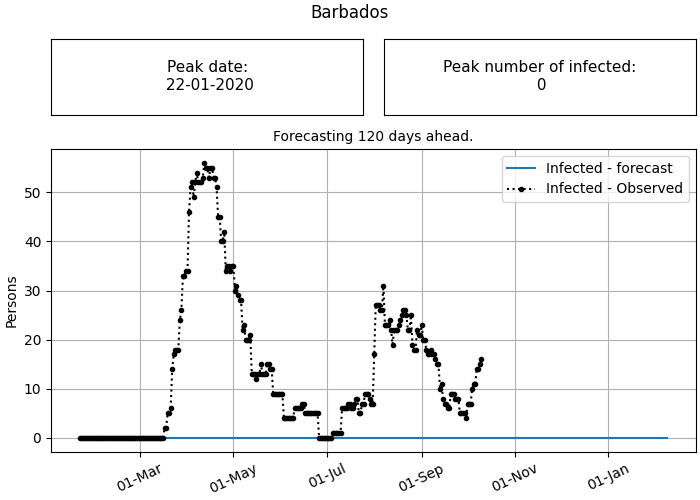 Barbados
Peak date:
22-01-2020
Peak number of infected:
0
Forecasting 120 days ahead.
Infected - forecast
Infected - Observed
Persons
50
40
30
20
10
0
01-Mar
01-May
01-Jul
01-Sep
01-Nov
01-Jan